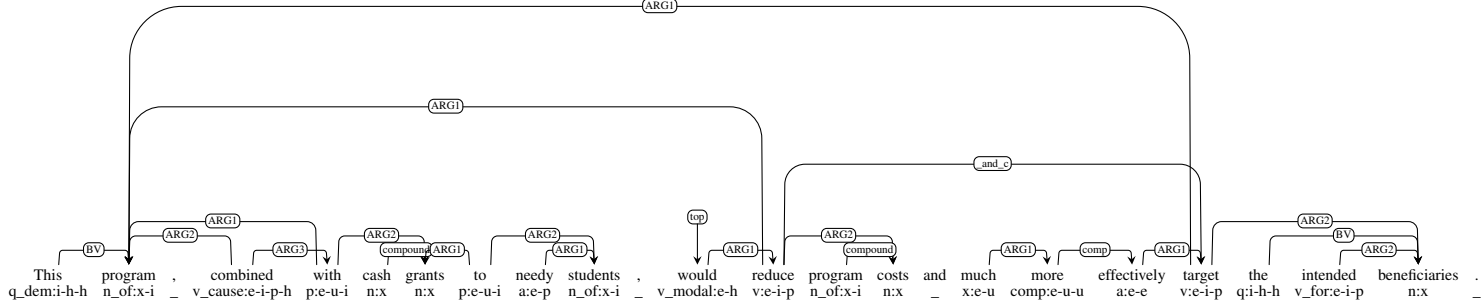 ARG1
ARG1
_and_c
top
ARG1 ARG2 ARG2 ARG2
BV ARG2 ARG3 ARG2 compound ARG1 ARG1 ARG1 ARG2 compound ARG1 comp ARG1 BV ARG2
This program , combined with cash grants to needy students , would reduce program costs and much more effectively target the intended beneficiaries .
q_dem:i-h-h n_of:x-i _ v_cause:e-i-p-h p:e-u-i n:x n:x p:e-u-i a:e-p n_of:x-i _ v_modal:e-h v:e-i-p n_of:x-i n:x _ x:e-u comp:e-u-u a:e-e v:e-i-p q:i-h-h v_for:e-i-p n:x _